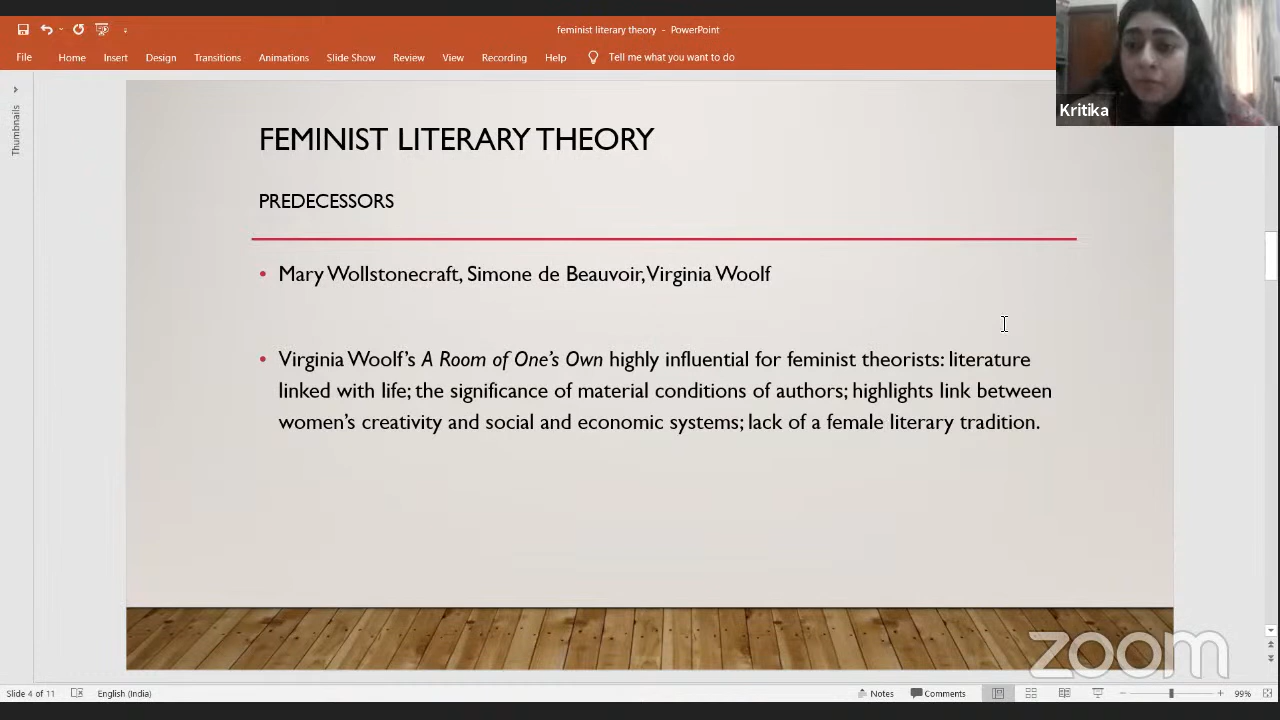 feminist literary theory - PowerPoint
File Home Insert Design Transitions Animations Slide Show Review View Recording Help Tell me what you want to do
Kritika
Thumbnails
FEMINIST LITERARY THEORY
PREDECESSORS
• Mary Wollstonecraft, Simone de Beauvoir, Virginia Woolf
• Virginia Woolf’s A Room of One’s Own highly influential for feminist theorists: literature
linked with life; the significance of material conditions of authors; highlights link between
women’s creativity and social and economic systems; lack of a female literary tradition.
zoom
Slide 4 of 11 English (India) Notes Comments 99%